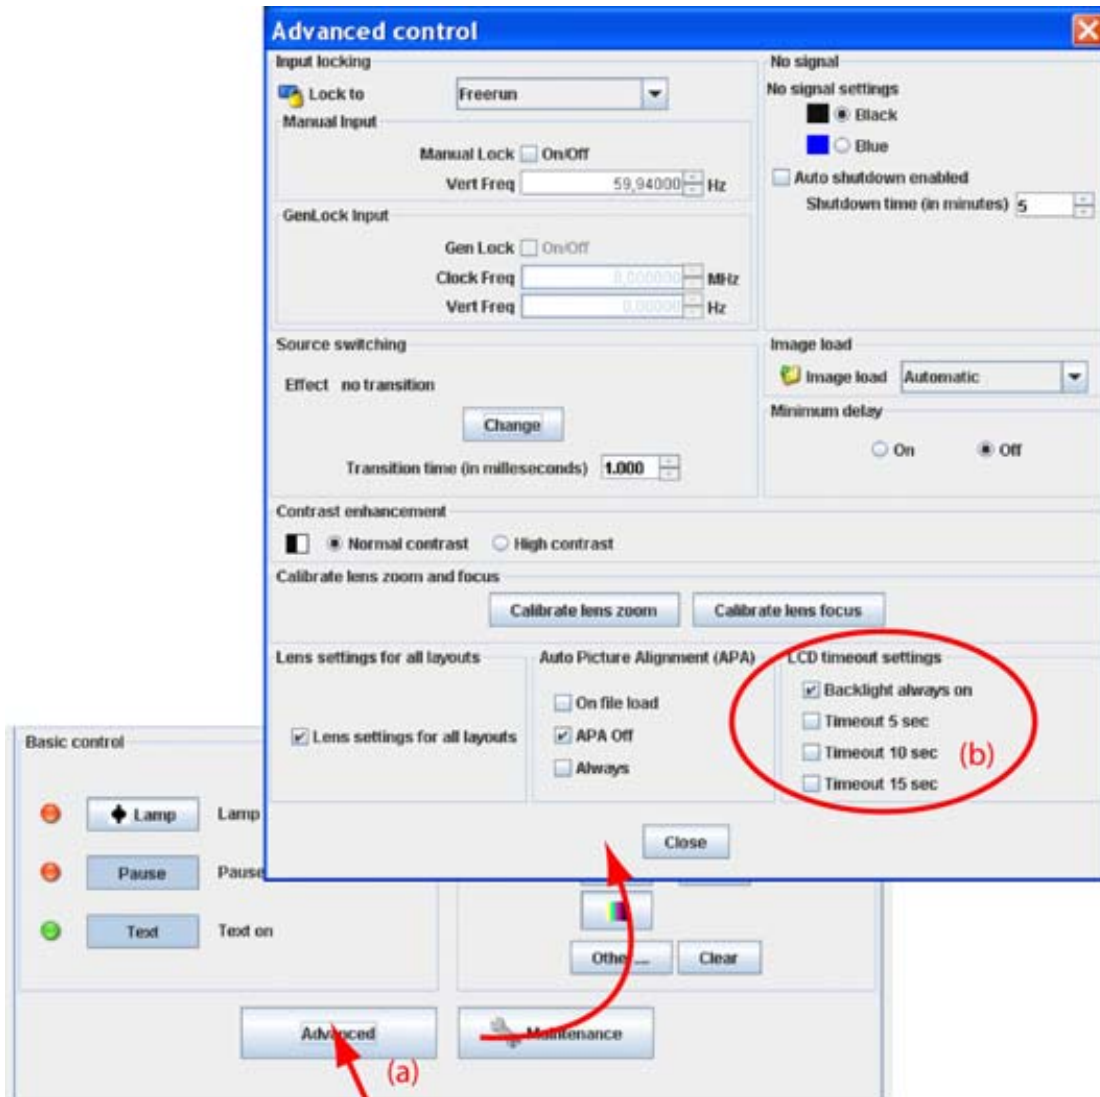 Advanced control
Input locking
Lock to Freerun
Manual Input
Manual Lock On/Off
Vert Freq 59,94000 Hz
GenLock Input
Gen Lock On/Off
Clock Freq 0,000000 MHz
Vert Freq 0,00000 Hz
No signal
No signal settings
Black
Blue
Auto shutdown enabled
Shutdown time (in minutes) 5
Source switching
Effect no transition
Change
Transition time (in milleseconds) 1.000
Image load
Image load Automatic
Minimum delay
On Off
Contrast enhancement
Normal contrast High contrast
Calibrate lens zoom and focus
Calibrate lens zoom Calibrate lens focus
Lens settings for all layouts
Lens settings for all layouts
Auto Picture Alignment (APA)
On file load
APA Off
Always
LCD timeout settings
Backlight always on
Timeout 5 sec
Timeout 10 sec
Timeout 15 sec
(b)
Close
Basic control
Lamp Lamp
Pause Pause
Text Text on
Other ... Clear
Advanced Maintenance
(a)